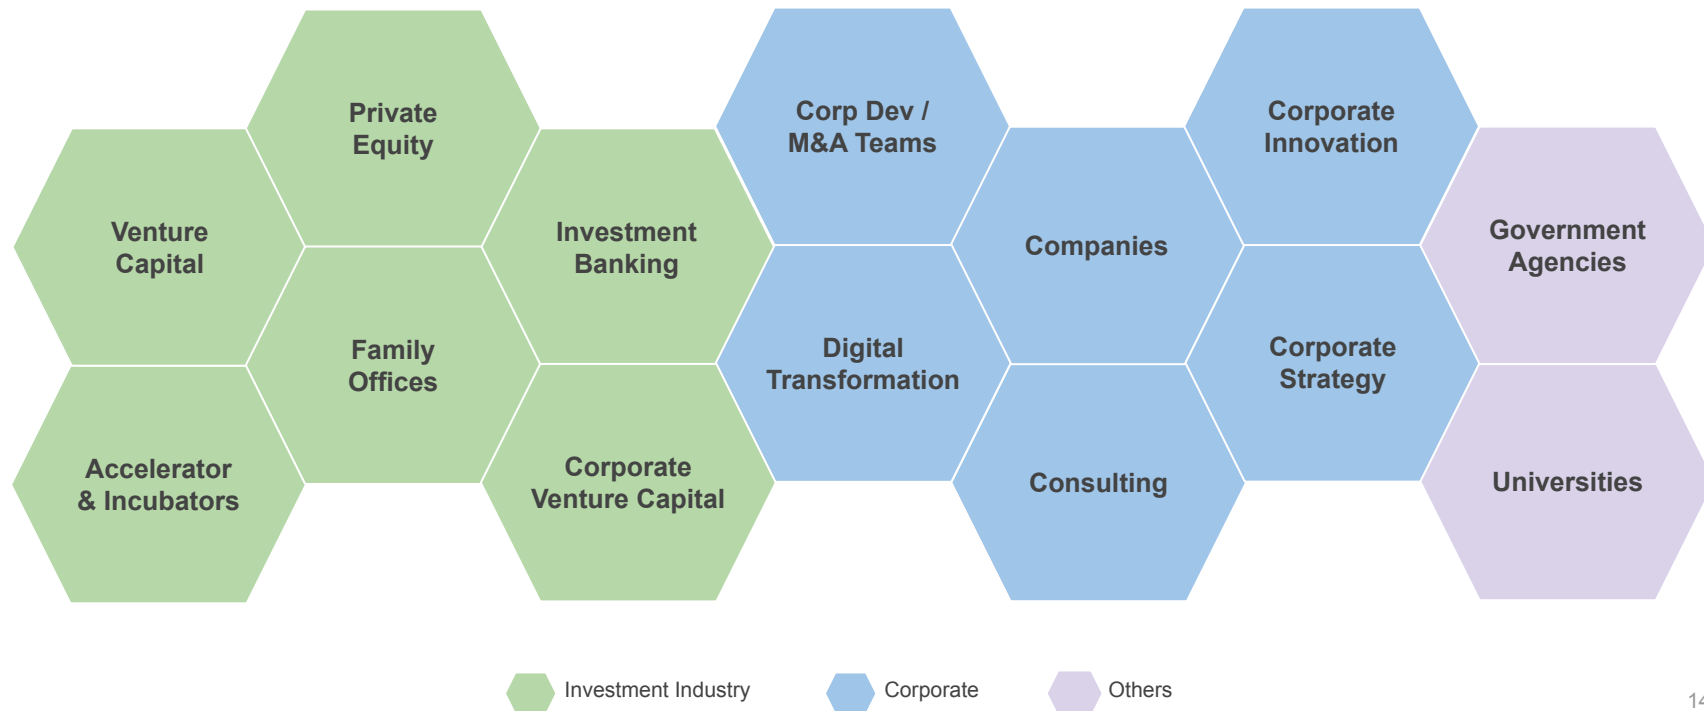 Private
Equity
Corp Dev /
M&A Teams
Corporate
Innovation
Venture
Capital
Investment
Banking
Companies
Government
Agencies
Family
Offices
Digital
Transformation
Corporate
Strategy
Accelerator
& Incubators
Corporate
Venture Capital
Consulting
Universities
Investment Industry
Corporate
Others
14